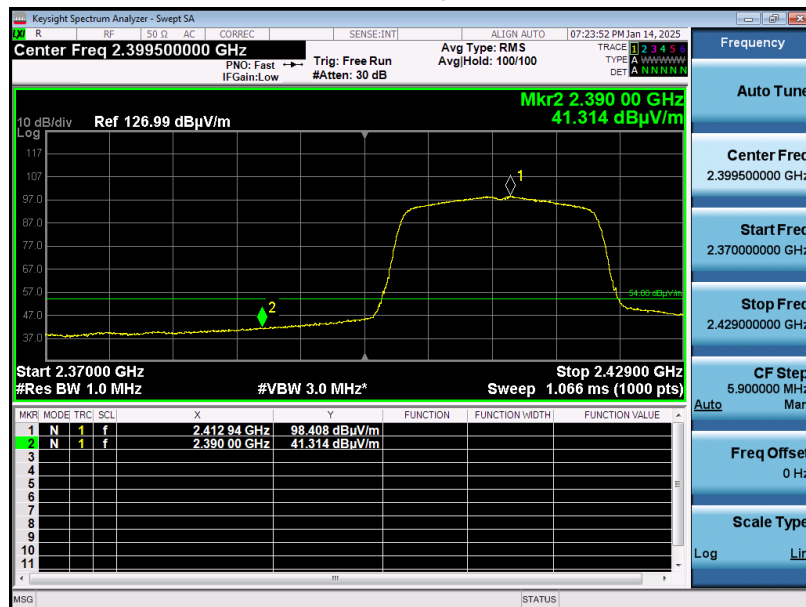 Keysight Spectrum Analyzer - Swept SA
LXI R RF 50 Ω AC CORREC SENSE:INT ALIGN AUTO 07:23:52 PM Jan 14, 2025
Center Freq 2.399500000 GHz
PNO: Fast
IFGain:Low
Trig: Free Run
#Atten: 30 dB
Avg Type: RMS
Avg|Hold: 100/100
TRACE 1 2 3 4 5 6
TYPE A WWWWW
DET A N N N N N
Mkr2 2.390 00 GHz
41.314 dBµV/m
10 dB/div Ref 126.99 dBµV/m
Log
117
107
97.0
87.0
77.0
67.0
57.0
47.0
37.0
1
2
54.00 dBµV/m
Start 2.37000 GHz Stop 2.42900 GHz
#Res BW 1.0 MHz #VBW 3.0 MHz* Sweep 1.066 ms (1000 pts)
MKR MODE TRC SCL X Y FUNCTION FUNCTION WIDTH FUNCTION VALUE
1 N 1 f 2.412 94 GHz 98.408 dBµV/m
2 N 1 f 2.390 00 GHz 41.314 dBµV/m
3
4
5
6
7
8
9
10
11
MSG STATUS
Frequency
Auto Tune
Center Freq
2.399500000 GHz
Start Freq
2.370000000 GHz
Stop Freq
2.429000000 GHz
CF Step
5.900000 MHz
Auto Man
Freq Offset
0 Hz
Scale Type
Log Lin